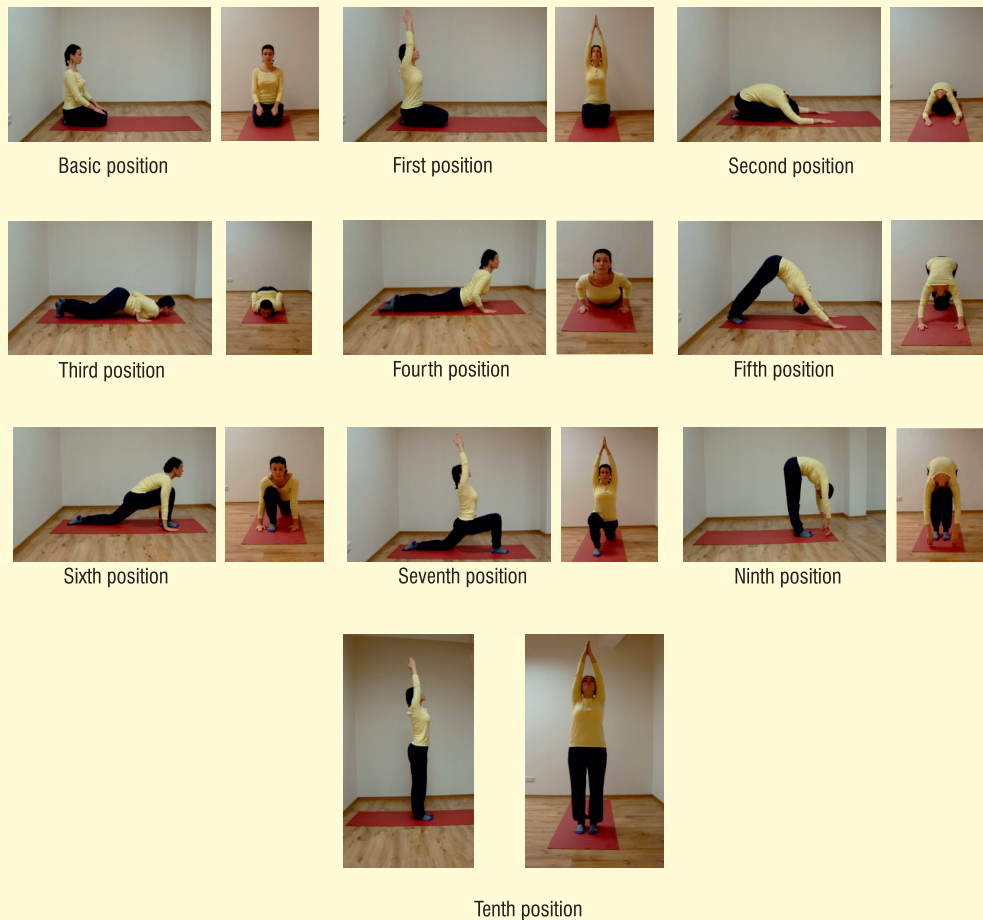 Basic position
First position
Second position
Third position
Fourth position
Fifth position
Sixth position
Seventh position
Ninth position
Tenth position